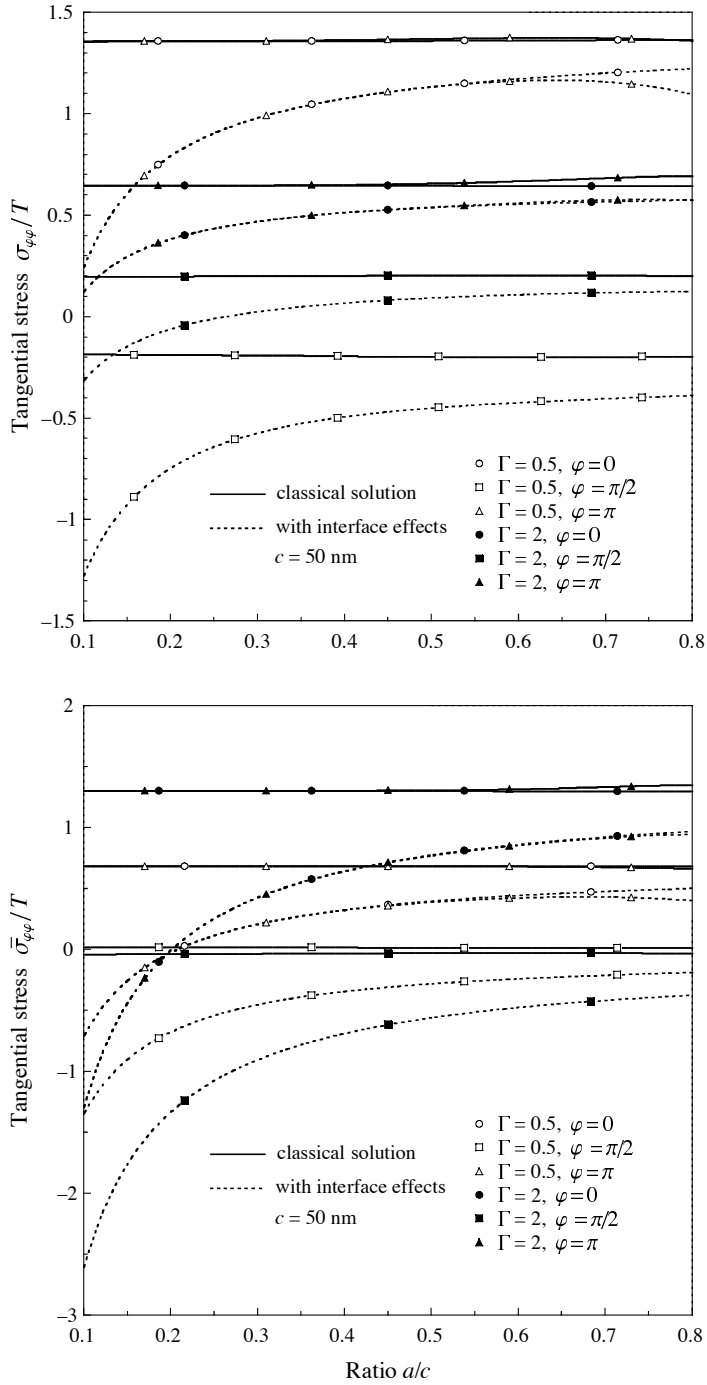 1.5
1
0.5
0
−0.5
−1
−1.5
Tangential stress σφφ/T
classical solution
with interface effects
c = 50 nm
Γ = 0.5, φ = 0
Γ = 0.5, φ = π/2
Γ = 0.5, φ = π
Γ = 2, φ = 0
Γ = 2, φ = π/2
Γ = 2, φ = π
0.1 0.2 0.3 0.4 0.5 0.6 0.7 0.8
2
1
0
−1
−2
−3
Tangential stress σ̿φφ/T
classical solution
with interface effects
c = 50 nm
Γ = 0.5, φ = 0
Γ = 0.5, φ = π/2
Γ = 0.5, φ = π
Γ = 2, φ = 0
Γ = 2, φ = π/2
Γ = 2, φ = π
0.1 0.2 0.3 0.4 0.5 0.6 0.7 0.8
Ratio a/c